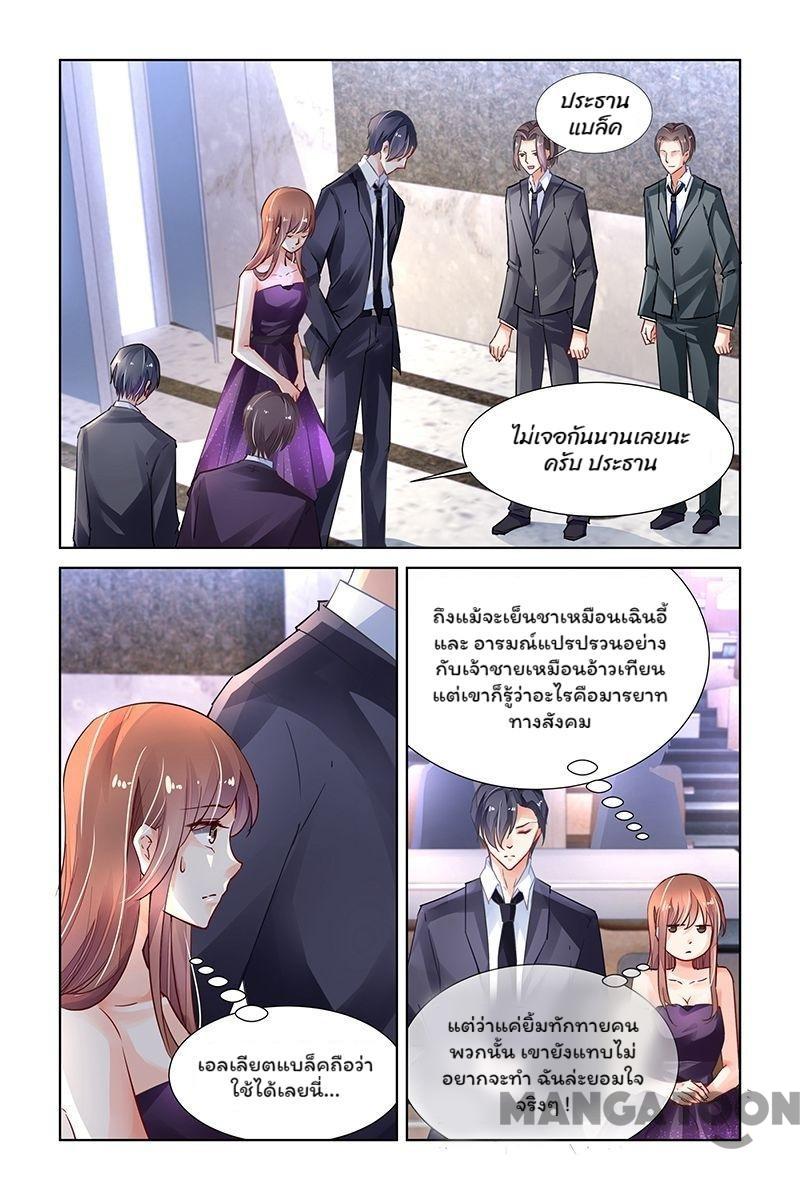 ประธาน
แบล็ค
ไม่เจอกันนานเลยนะ
ครับ ประธาน
ถึงแม้จะเย็นชาเหมือนเฉินอี้
และ อารมณ์แปรปรวนอย่าง
กับเจ้าชายเหมือนอ้าวเทียน
แต่เขาก็รู้ว่าอะไรคือมารยาท
ทางสังคม
เอลเลียตแบล็คถือว่า
ใช้ได้เลยนี่...
แต่ว่าแค่ยิ้มทักทายคน
พวกนั้น เขายังแทบไม่
อยากจะทำ ฉันล่ะยอมใจ
จริงๆ !
MANGATOON